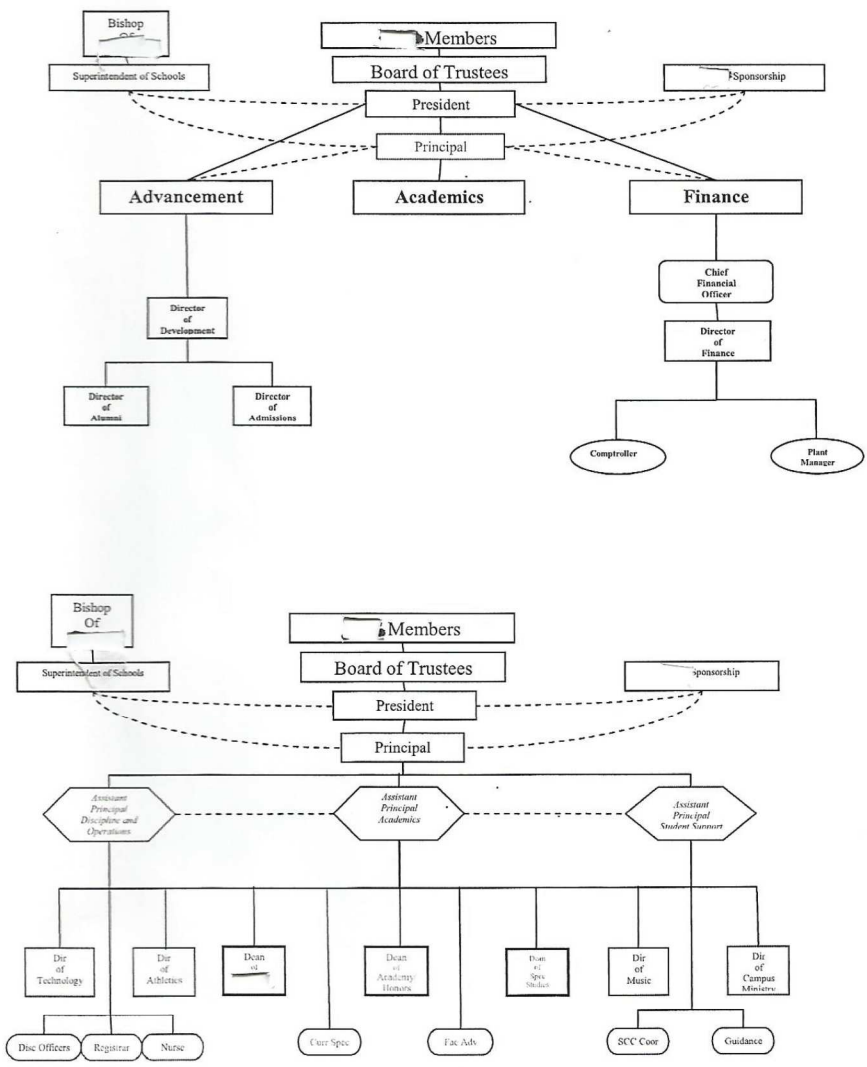 Bishop
Members
Superintendent of Schools
Board of Trustees
Sponsorship
President
Principal
Advancement
Academics
Finance
Chief
Financial
Officer
Director
of
Development
Director
of
Finance
Director
of
Alumni
Director
of
Admissions
Comptroller
Plant
Manager
Bishop
Of
Members
Superintendent of Schools
Board of Trustees
ponsorship
President
Principal
Assistant
Principal
Discipline and
Operations
Assistant
Principal
Academics
Assistant
Principal
Student Support
Dir
of
Technology
Dir
of
Athletics
Dean
of
Dean
of
Academy
Honors
Dean
of
Spec
Studies
Dir
of
Music
Dir
of
Campus
Ministry
Disc Officers
Registrar
Nurse
Curr Spec
Fac Adv
SCC Coor
Guidance